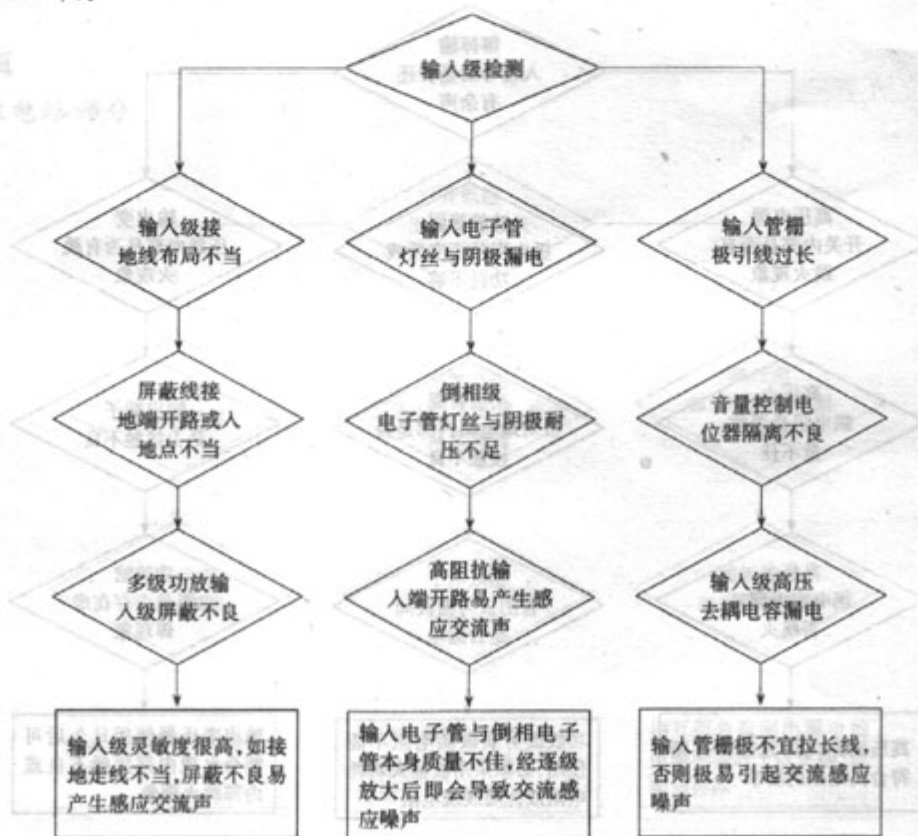 输入级检测
输入级接
地线布局不当
输入电子管
灯丝与阴极漏电
输入管栅
极引线过长
屏蔽线接
地端开路或入
地点不当
倒相级
电子管灯丝与阴极耐
压不足
音量控制电
位器隔离不良
多级功放输
入级屏蔽不良
高阻抗输
入端开路易产生感
应交流声
输入级高压
去耦电容漏电
输入级灵敏度很高,如接
地走线不当,屏蔽不良易
产生感应交流声
输入电子管与倒相电子
管本身质量不佳,经逐级
放大后即会导致交流感
应噪声
输入管栅极不宜拉长线,
否则极易引起交流感应
噪声